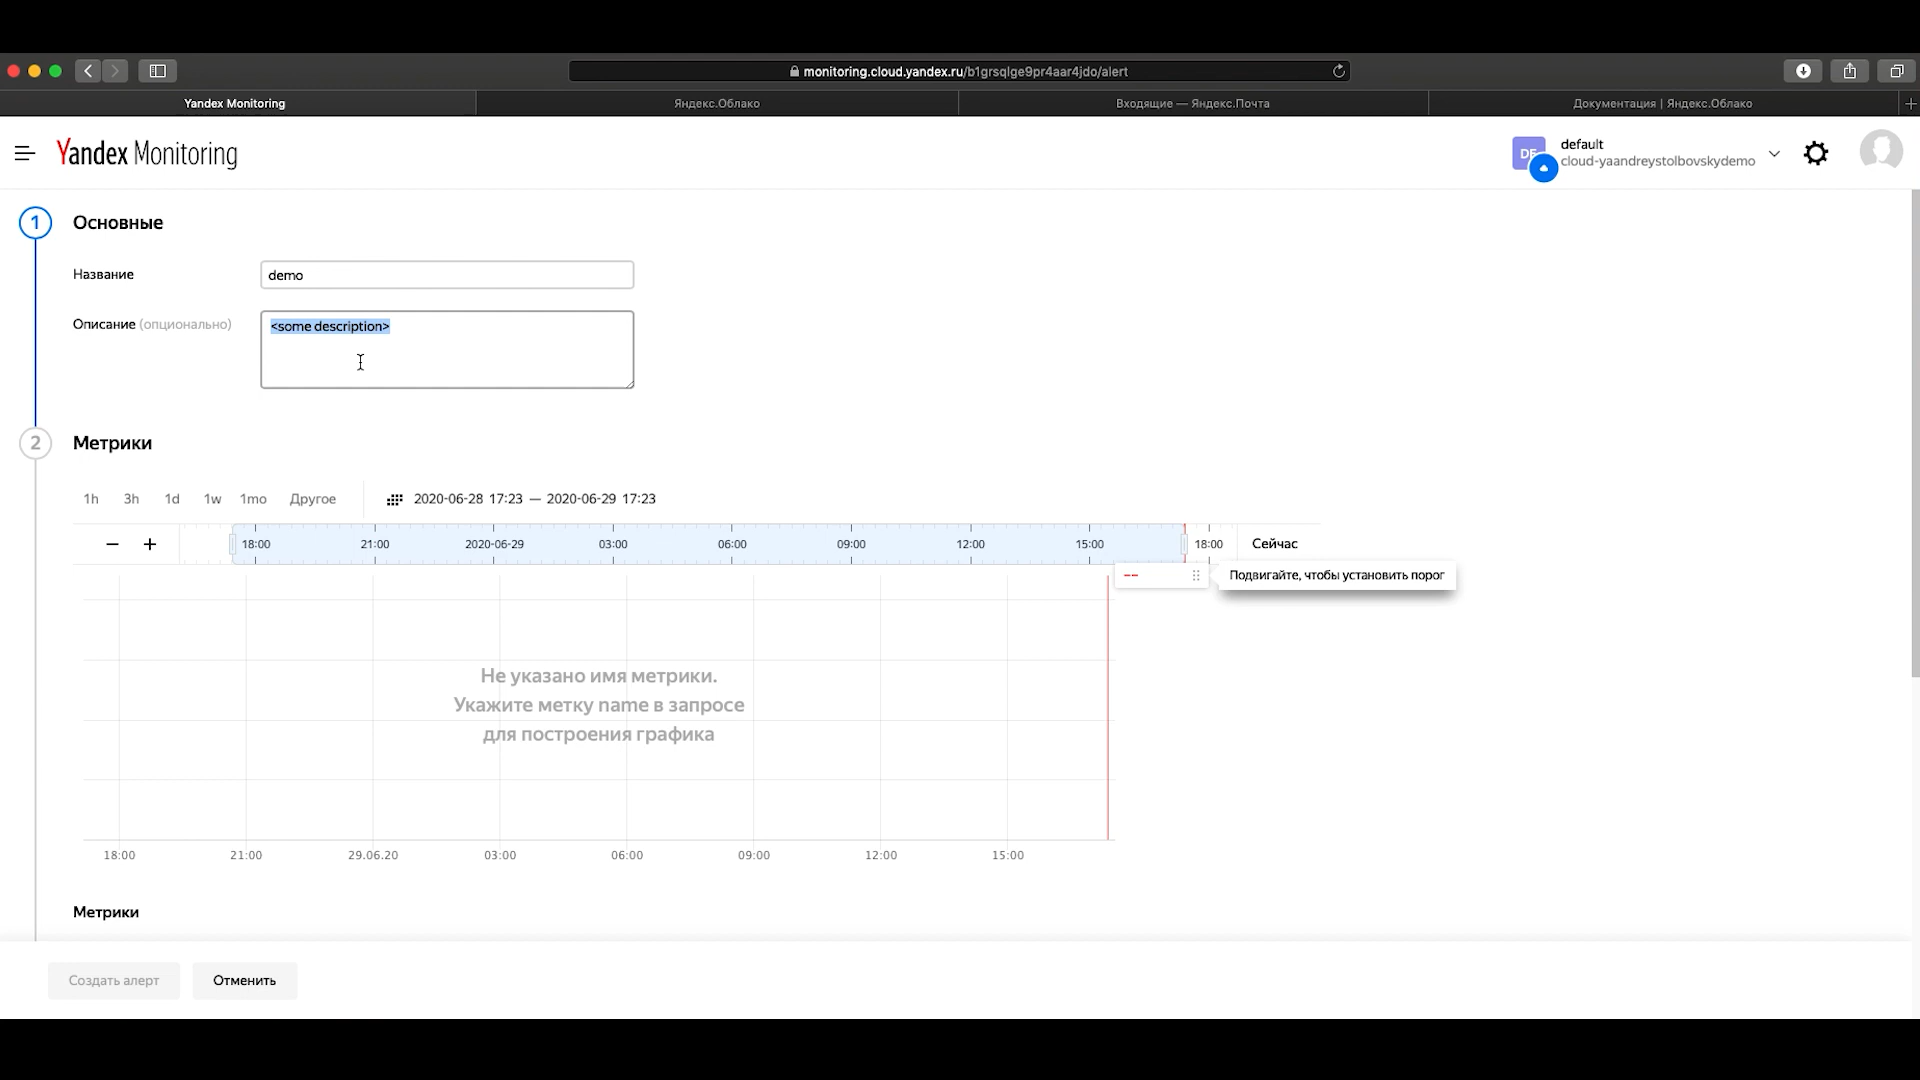 monitoring.cloud.yandex.ru/b1grsqlge9pr4aar4jdo/alert
Yandex Monitoring
Яндекс.Облако
Входящие — Яндекс.Почта
Документация | Яндекс.Облако
Yandex Monitoring
DE
default
cloud-yaandreystolbovskydemo
1
Основные
Название
demo
Описание (опционально)
<some description>
2
Метрики
1h 3h 1d 1w 1mo Другое
2020-06-28 17:23 — 2020-06-29 17:23
18:00 21:00 2020-06-29 03:00 06:00 09:00 12:00 15:00 18:00 Сейчас
Подвигайте, чтобы установить порог
Не указано имя метрики.
Укажите метку name в запросе
для построения графика
18:00 21:00 29.06.20 03:00 06:00 09:00 12:00 15:00
Метрики
Создать алерт
Отменить